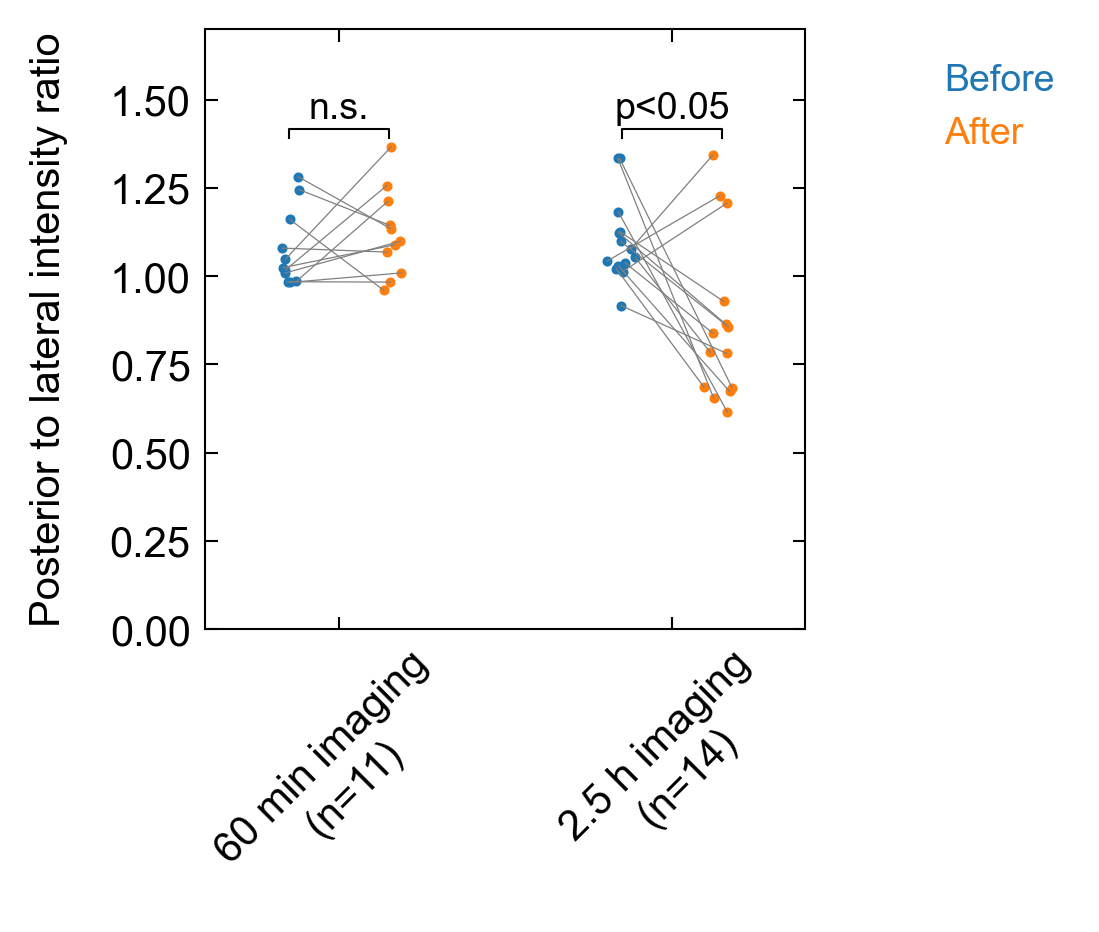 Posterior to lateral intensity ratio
1.50
1.25
1.00
0.75
0.50
0.25
0.00
n.s.
p<0.05
Before
After
60 min imaging
(n=11)
2.5 h imaging
(n=14)